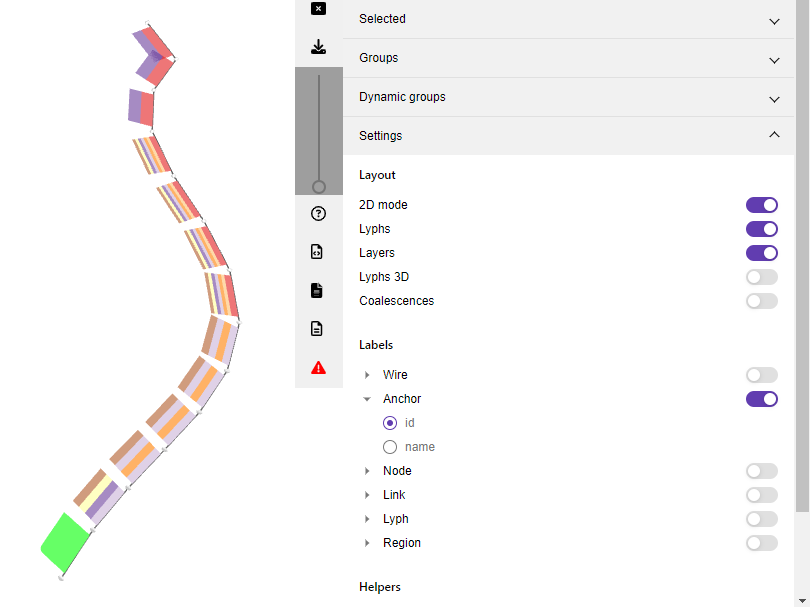 Selected
Groups
Dynamic groups
Settings
Layout
2D mode
Lyphs
Layers
Lyphs 3D
Coalescences
Labels
Wire
Anchor
id
name
Node
Link
Lyph
Region
Helpers